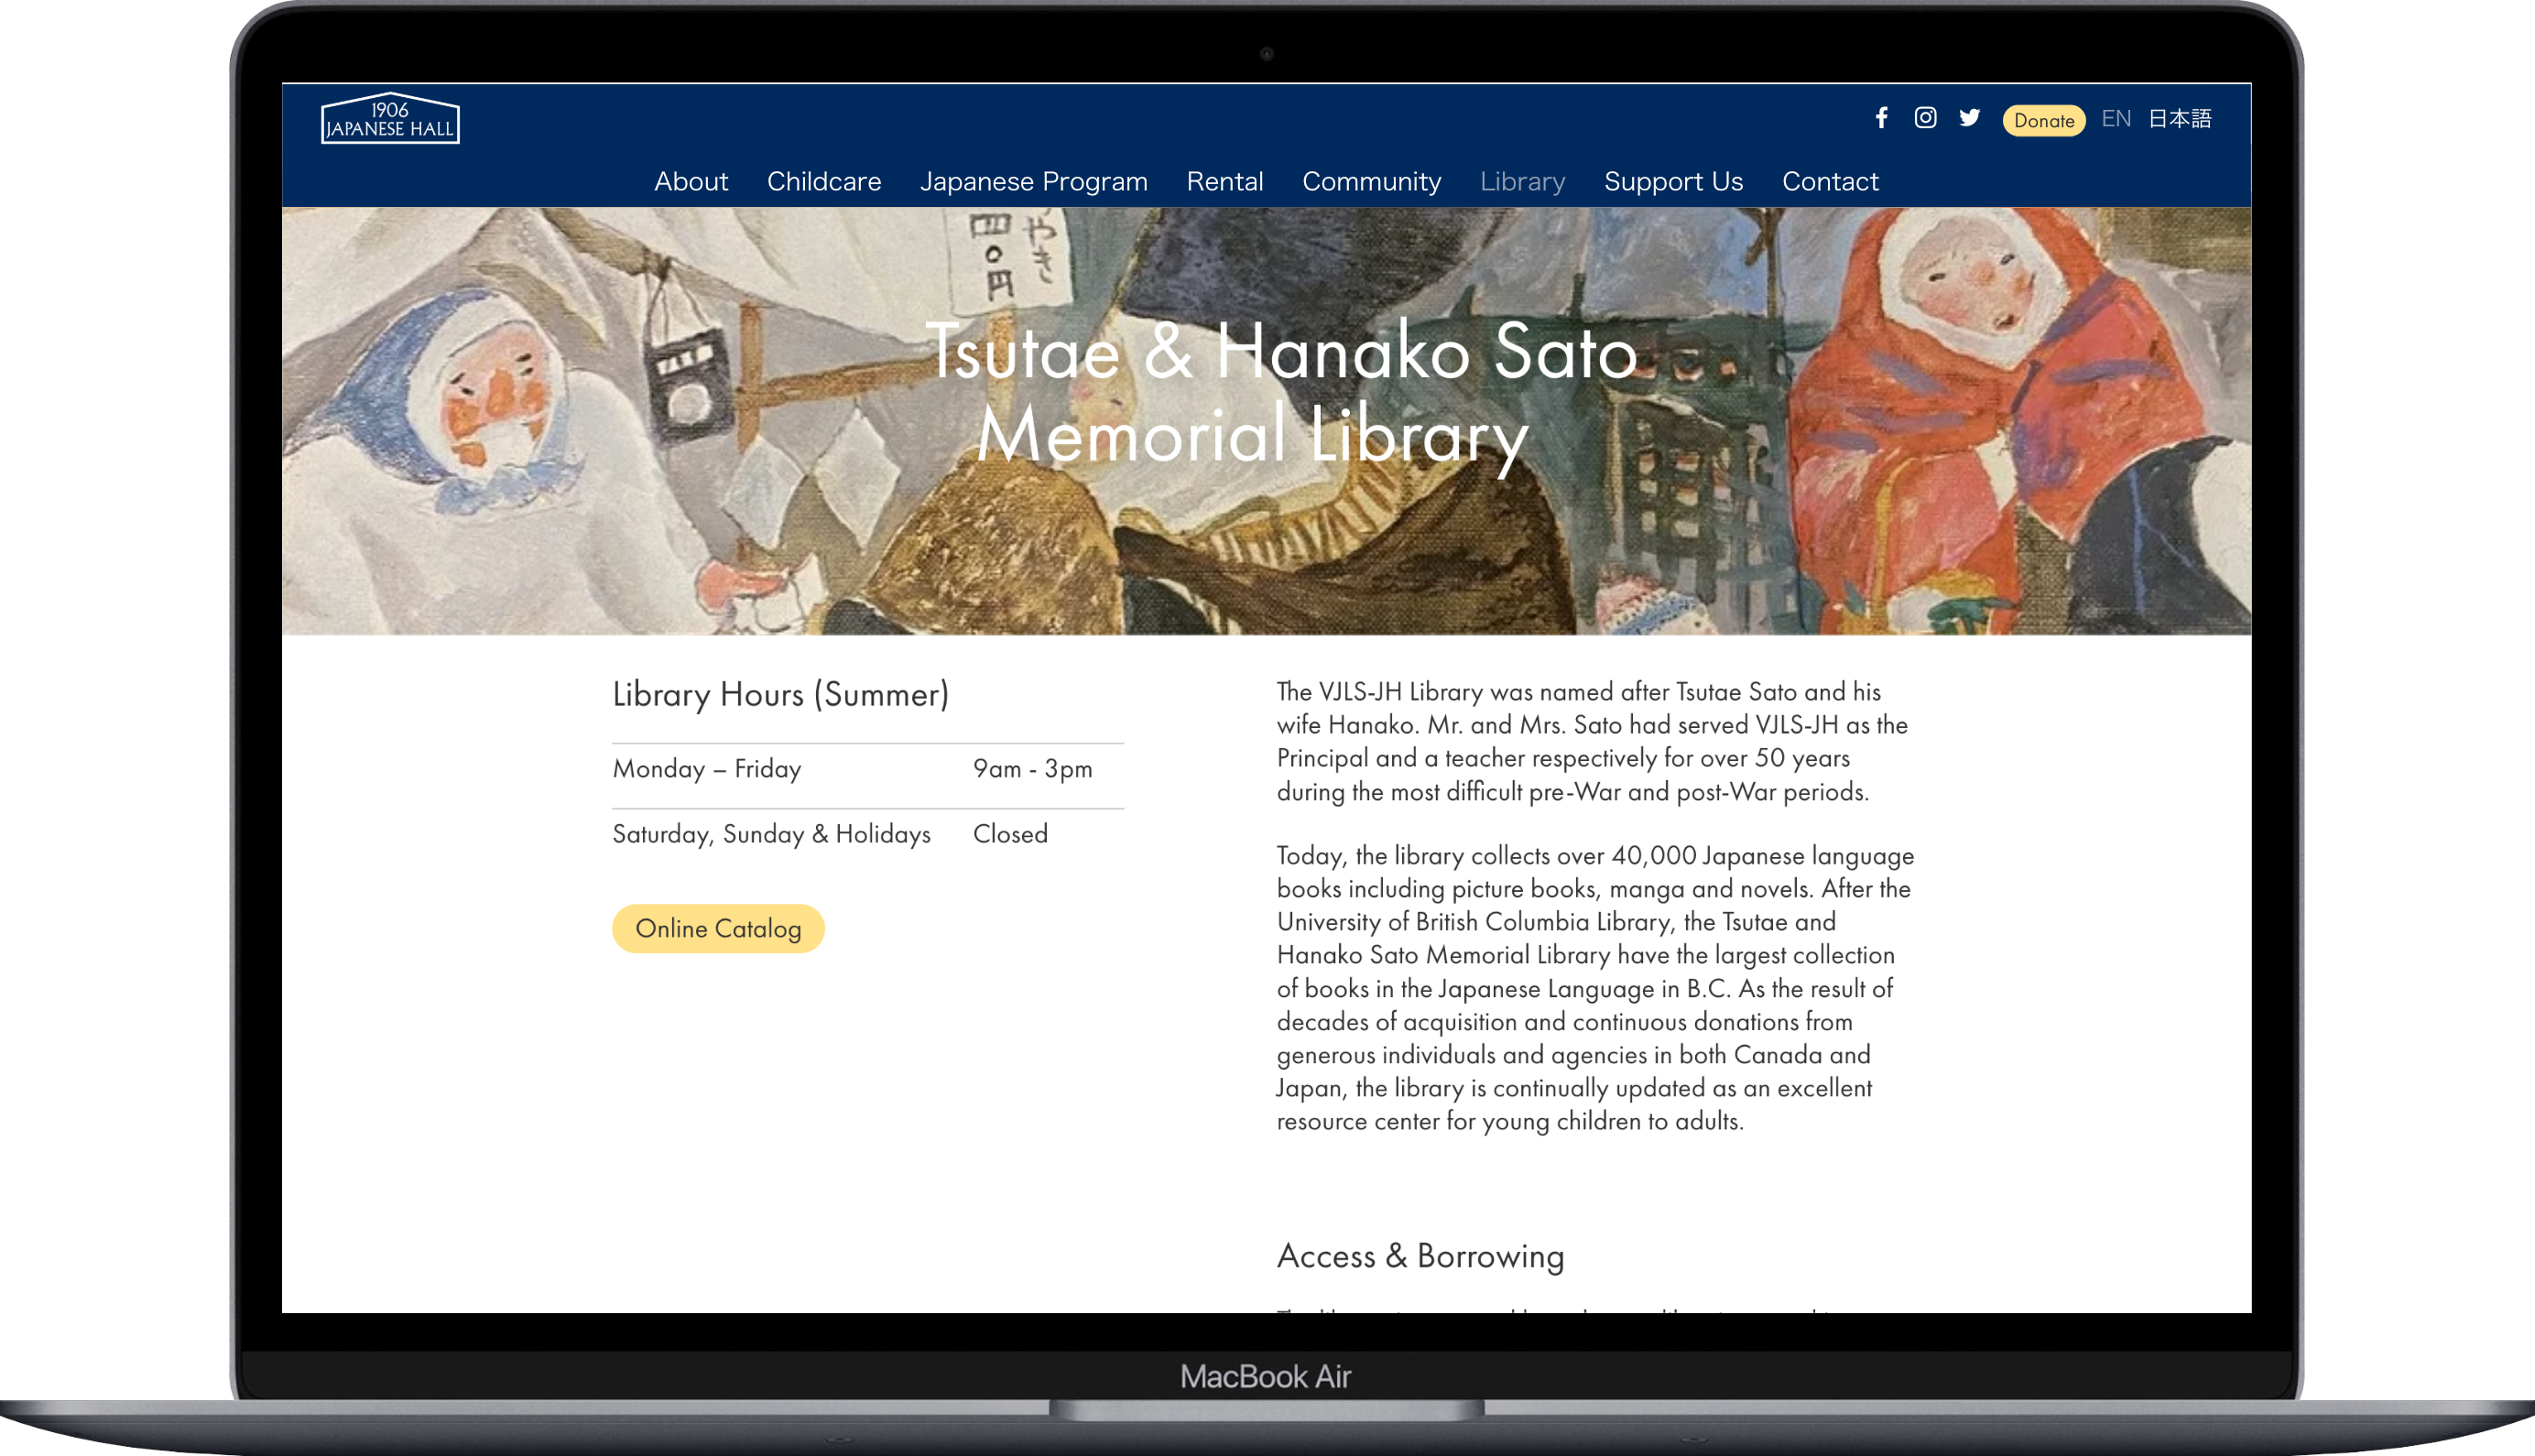 1906
JAPANESE HALL
Donate
EN
日本語
About
Childcare
Japanese Program
Rental
Community
Library
Support Us
Contact
やき
四〇円
Tsutae & Hanako Sato
Memorial Library
Library Hours (Summer)
Monday – Friday 9am - 3pm
Saturday, Sunday & Holidays Closed
Online Catalog
The VJLS-JH Library was named after Tsutae Sato and his
wife Hanako. Mr. and Mrs. Sato had served VJLS-JH as the
Principal and a teacher respectively for over 50 years
during the most difficult pre-War and post-War periods.
Today, the library collects over 40,000 Japanese language
books including picture books, manga and novels. After the
University of British Columbia Library, the Tsutae and
Hanako Sato Memorial Library have the largest collection
of books in the Japanese Language in B.C. As the result of
decades of acquisition and continuous donations from
generous individuals and agencies in both Canada and
Japan, the library is continually updated as an excellent
resource center for young children to adults.
Access & Borrowing
MacBook Air